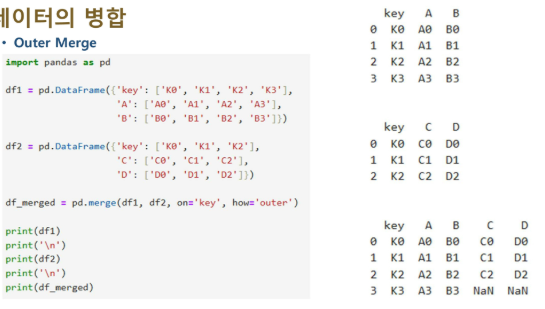 데이터의 병합
• Outer Merge
import pandas as pd
df1 = pd.DataFrame({'key': ['K0', 'K1', 'K2', 'K3'],
'A': ['A0', 'A1', 'A2', 'A3'],
'B': ['B0', 'B1', 'B2', 'B3']})
df2 = pd.DataFrame({'key': ['K0', 'K1', 'K2'],
'C': ['C0', 'C1', 'C2'],
'D': ['D0', 'D1', 'D2']})
df_merged = pd.merge(df1, df2, on='key', how='outer')
print(df1)
print('\n')
print(df2)
print('\n')
print(df_merged)
key A B
0 K0 A0 B0
1 K1 A1 B1
2 K2 A2 B2
3 K3 A3 B3
key C D
0 K0 C0 D0
1 K1 C1 D1
2 K2 C2 D2
key A B C D
0 K0 A0 B0 C0 D0
1 K1 A1 B1 C1 D1
2 K2 A2 B2 C2 D2
3 K3 A3 B3 NaN NaN